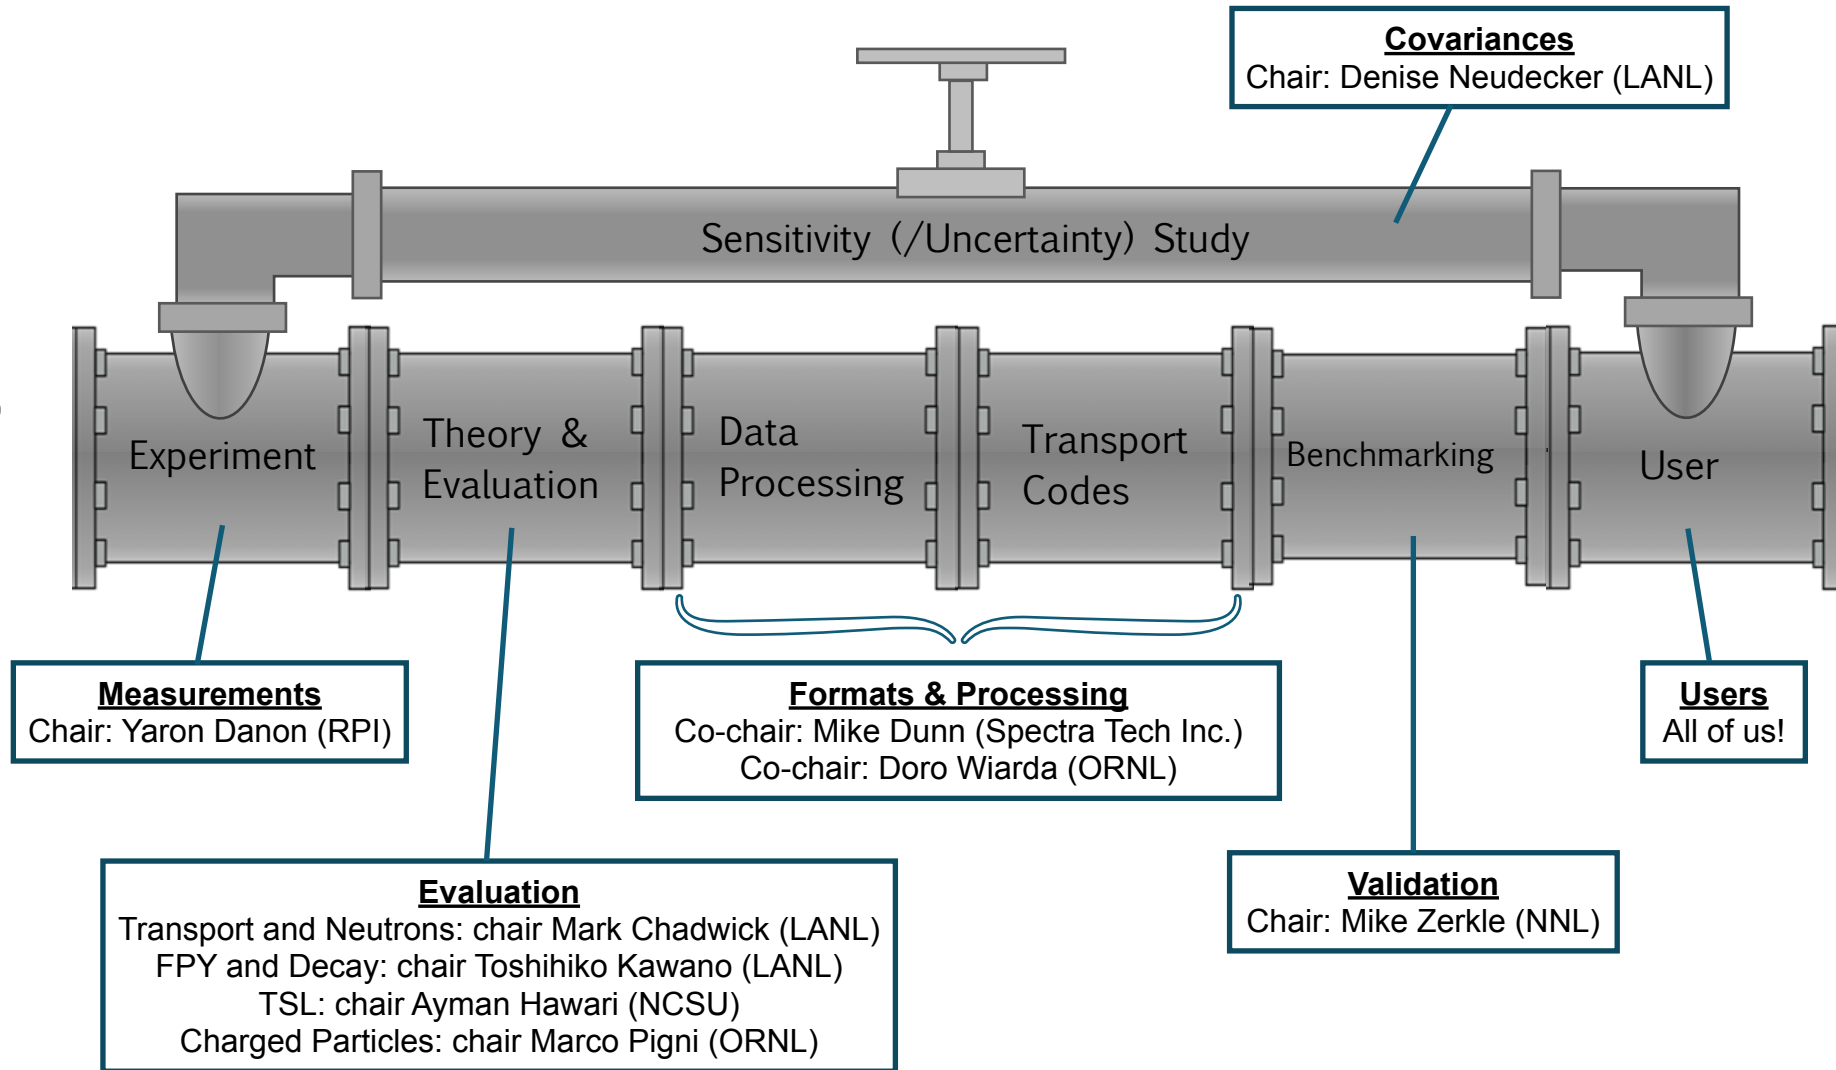 Covariances
Chair: Denise Neudecker (LANL)
Sensitivity (/Uncertainty) Study
Experiment
Theory &
Evaluation
Data
Processing
Transport
Codes
Benchmarking
User
Measurements
Chair: Yaron Danon (RPI)
Formats & Processing
Co-chair: Mike Dunn (Spectra Tech Inc.)
Co-chair: Doro Wiarda (ORNL)
Users
All of us!
Evaluation
Transport and Neutrons: chair Mark Chadwick (LANL)
FPY and Decay: chair Toshihiko Kawano (LANL)
TSL: chair Ayman Hawari (NCSU)
Charged Particles: chair Marco Pigni (ORNL)
Validation
Chair: Mike Zerkle (NNL)